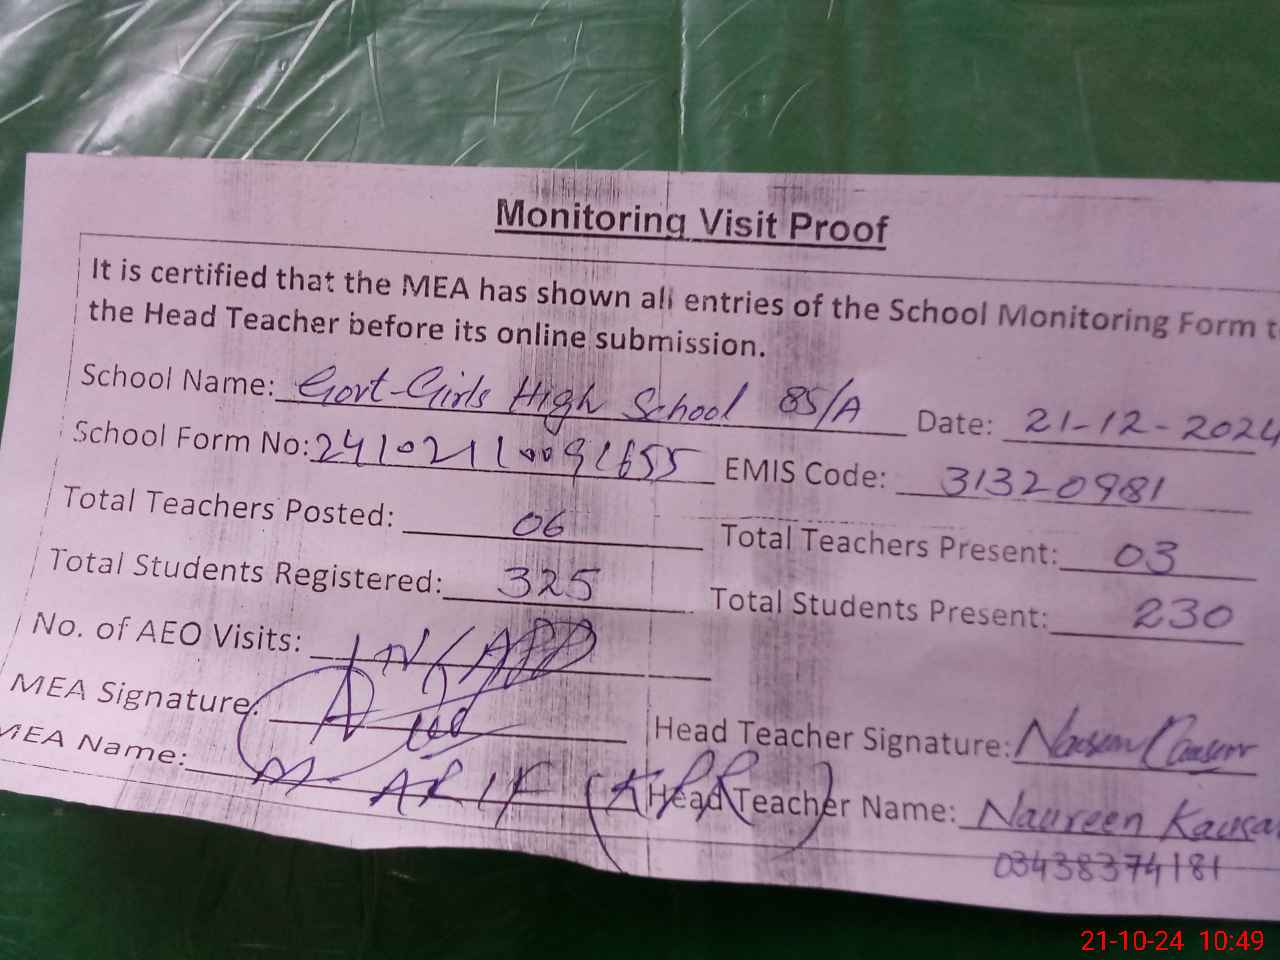 Monitoring Visit Proof
It is certified that the MEA has shown all entries of the School Monitoring Form t
the Head Teacher before its online submission.
School Name: Govt-Girls High School 85/A Date: 21-12-2024
School Form No: EMIS Code: 31320981
Total Teachers Posted: 06 Total Teachers Present: 03
Total Students Registered: 325 Total Students Present: 230
No. of AEO Visits:
MEA Signature: Head Teacher Signature:
MEA Name: M. ARIF Head Teacher Name: Naureen Kausar
03438374181
21-10-24 10:49